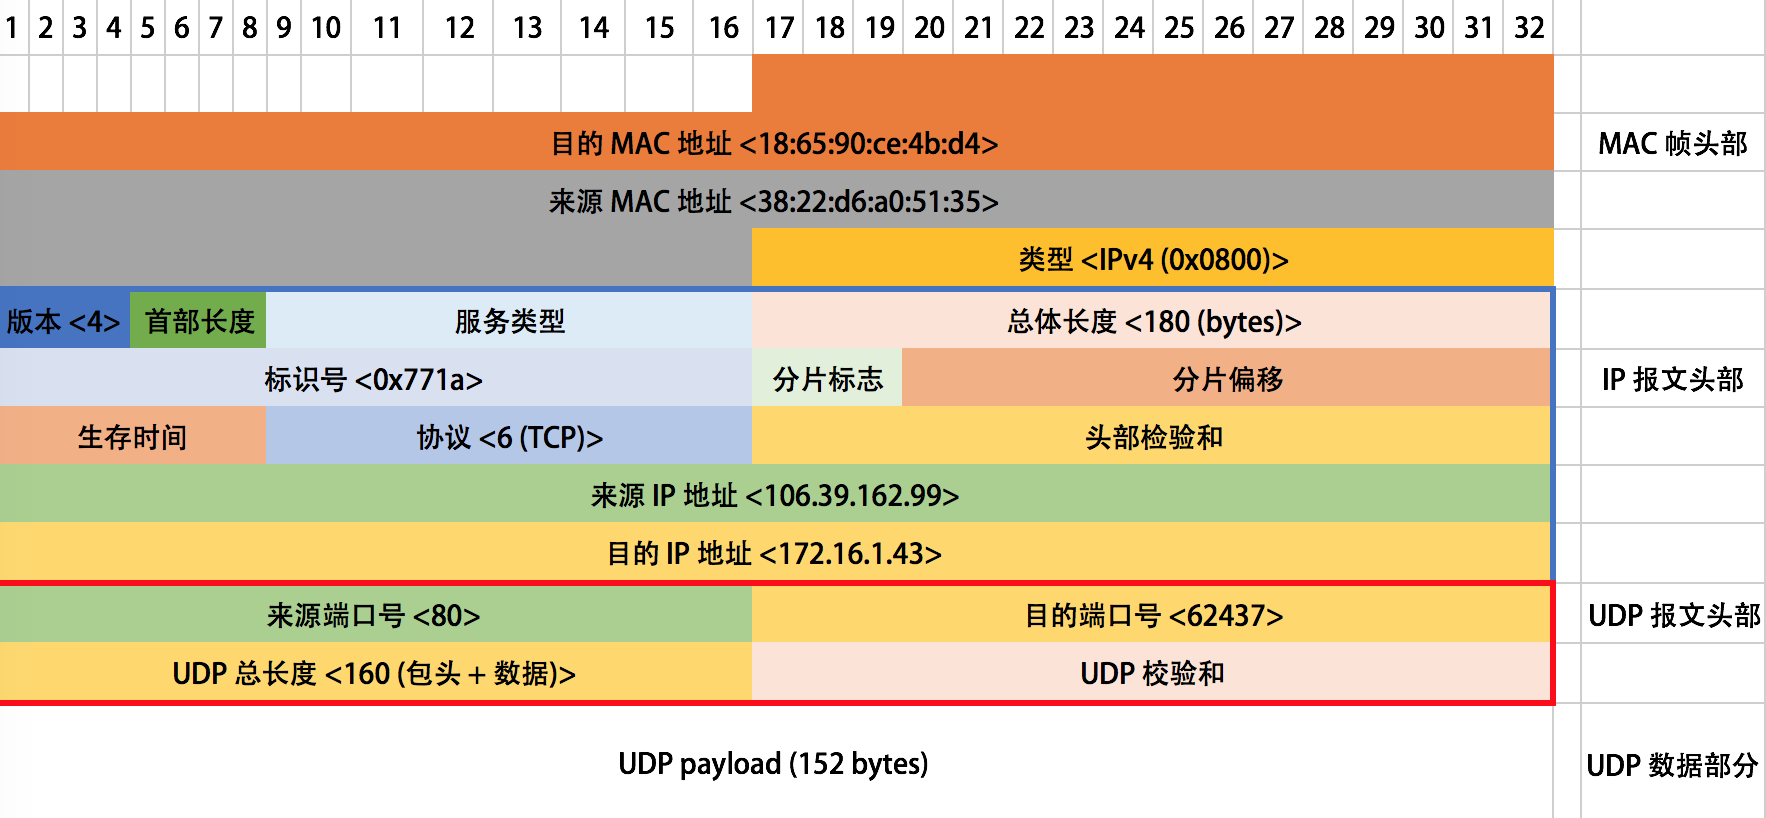 1 2 3 4 5 6 7 8 9 10 11 12 13 14 15 16 17 18 19 20 21 22 23 24 25 26 27 28 29 30 31 32
目的 MAC 地址 <18:65:90:ce:4b:d4> MAC 帧头部
来源 MAC 地址 <38:22:d6:a0:51:35>
类型 <IPv4 (0x0800)>
版本 <4> 首部长度 服务类型 总体长度 <180 (bytes)>
标识号 <0x771a> 分片标志 分片偏移 IP 报文头部
生存时间 协议 <6 (TCP)> 头部检验和
来源 IP 地址 <106.39.162.99>
目的 IP 地址 <172.16.1.43>
来源端口号 <80> 目的端口号 <62437> UDP 报文头部
UDP 总长度 <160 (包头 + 数据)> UDP 校验和
UDP payload (152 bytes) UDP 数据部分